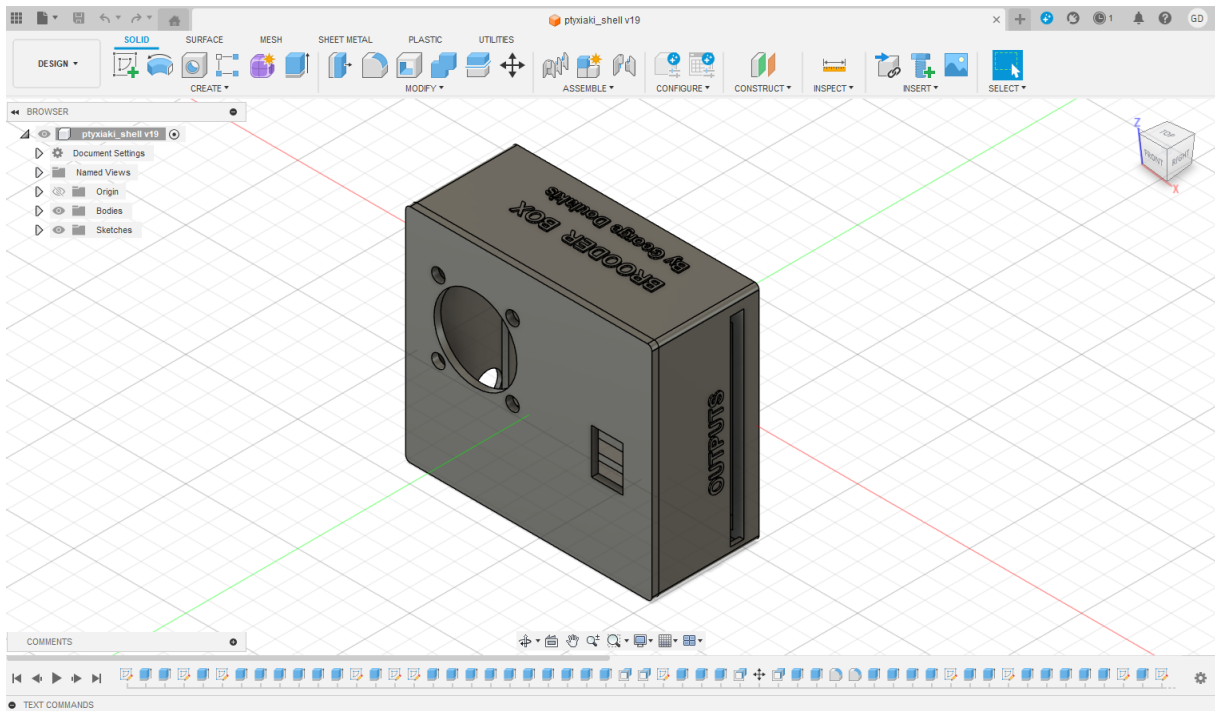 ptyxiaki_shell v19
1
GD
SOLID
SURFACE
MESH
SHEET METAL
PLASTIC
UTILITIES
DESIGN
CREATE
MODIFY
ASSEMBLE
CONFIGURE
CONSTRUCT
INSPECT
INSERT
SELECT
BROWSER
ptyxiaki_shell v19
Document Settings
Named Views
Origin
Bodies
Sketches
Z
TOP
FRONT
RIGHT
X
BROODER BOX
By George
OUTPUTS
COMMENTS
TEXT COMMANDS